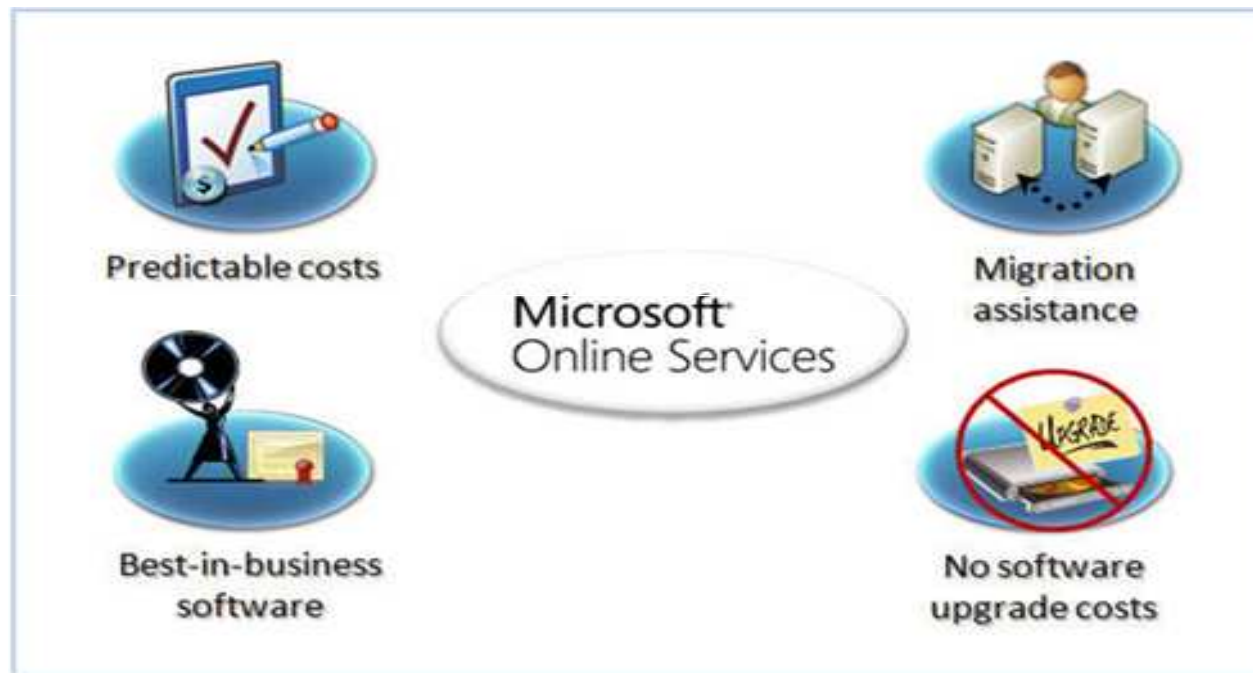 Predictable costs
Migration
assistance
Microsoft
Online Services
Best-in-business
software
UPGRADE
No software
upgrade costs
$